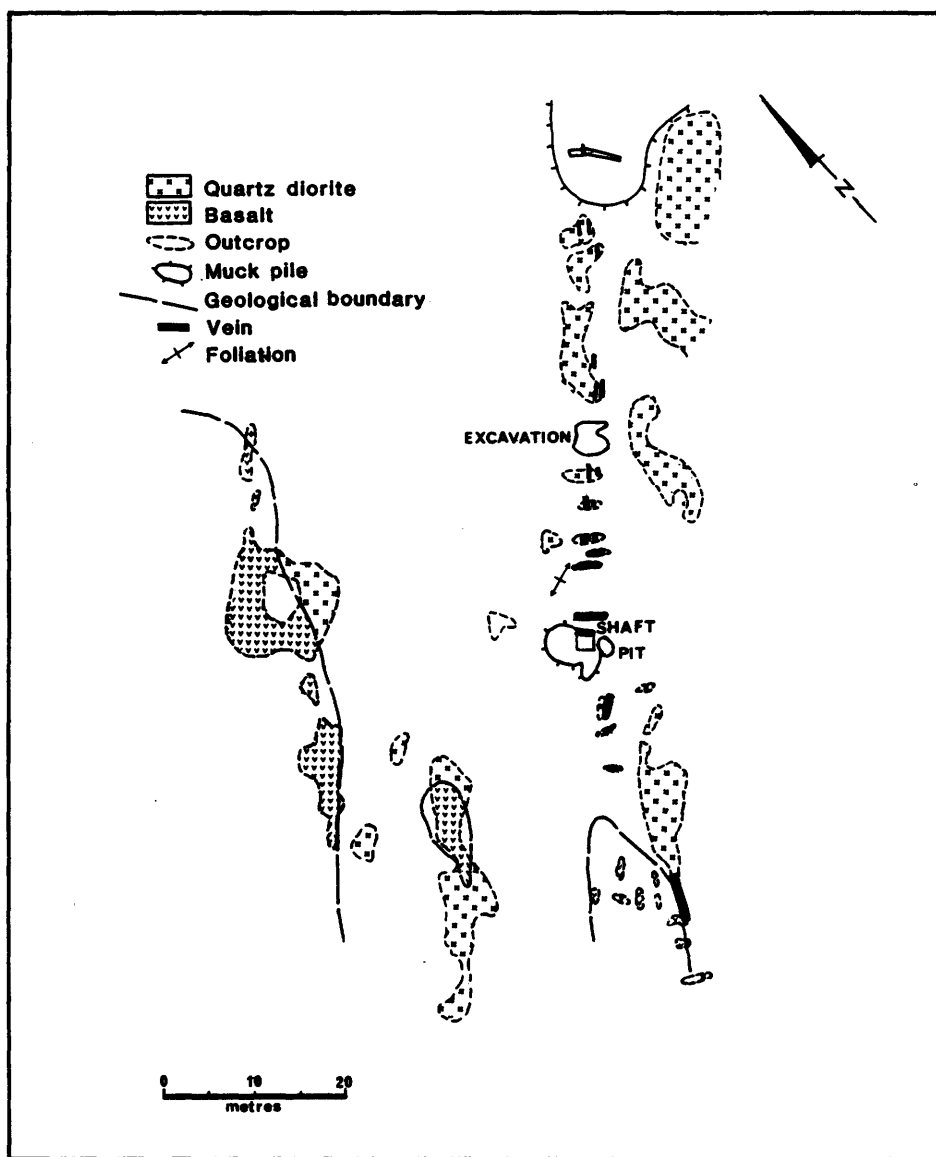 N
Quartz diorite
Basalt
Outcrop
Muck pile
Geological boundary
Vein
Foliation
EXCAVATION
SHAFT
PIT
0 10 20
metres